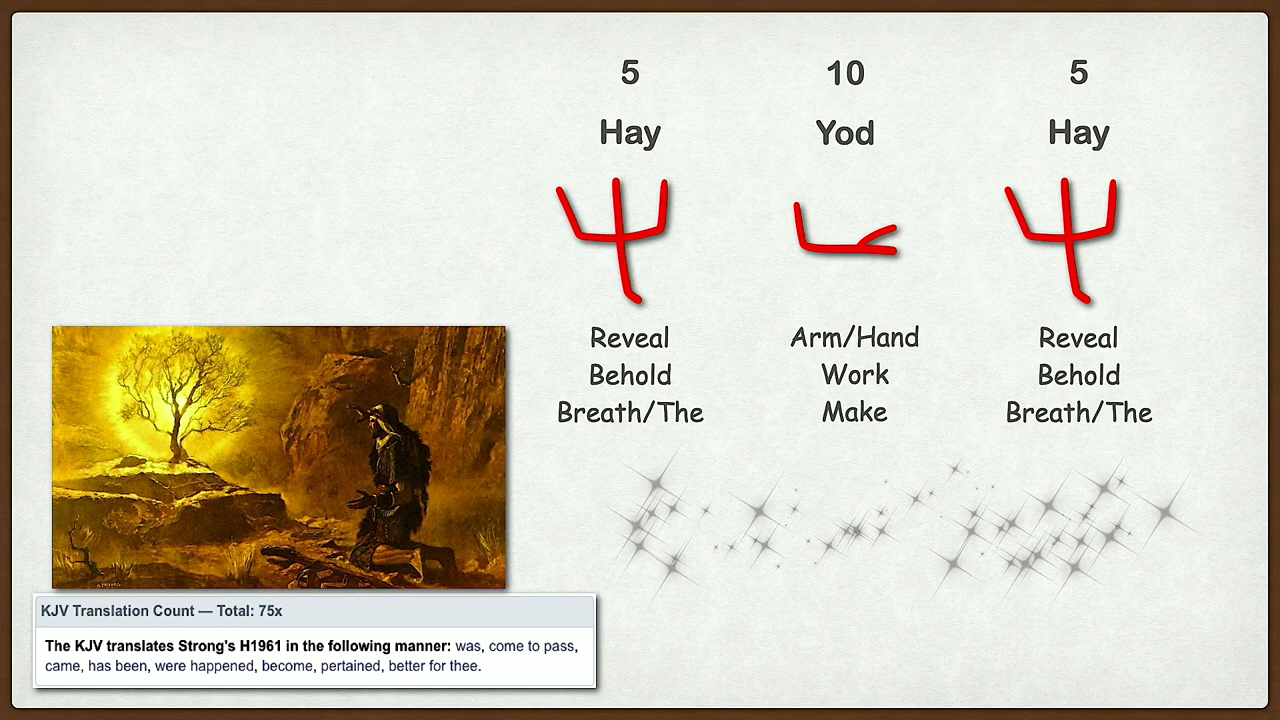 5 10 5
Hay Yod Hay
Reveal Arm/Hand Reveal
Behold Work Behold
Breath/The Make Breath/The
KJV Translation Count — Total: 75x
The KJV translates Strong's H1961 in the following manner: was, come to pass,
came, has been, were happened, become, pertained, better for thee.